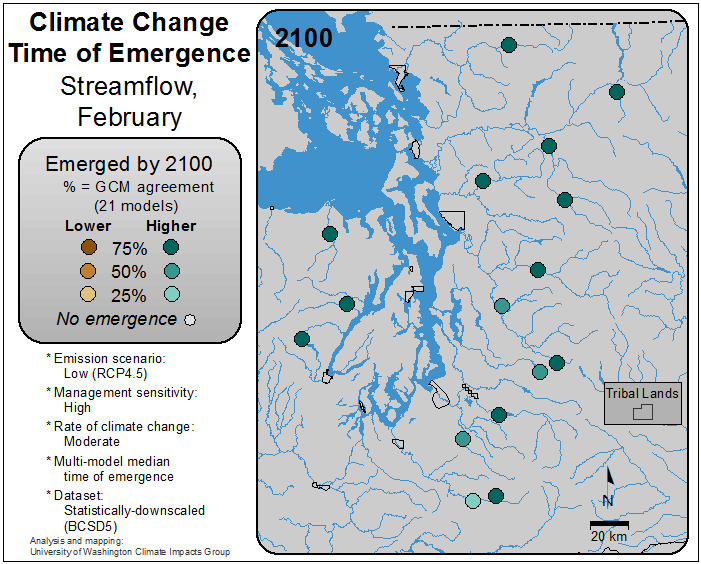 Climate Change
Time of Emergence
Streamflow,
February
Emerged by 2100
% = GCM agreement
(21 models)
Lower Higher
75%
50%
25%
No emergence
* Emission scenario:
Low (RCP4.5)
* Management sensitivity:
High
* Rate of climate change:
Moderate
* Multi-model median
time of emergence
* Dataset:
Statistically-downscaled
(BCSD5)
Analysis and mapping:
University of Washington Climate Impacts Group
2100
Tribal Lands
N
20 km